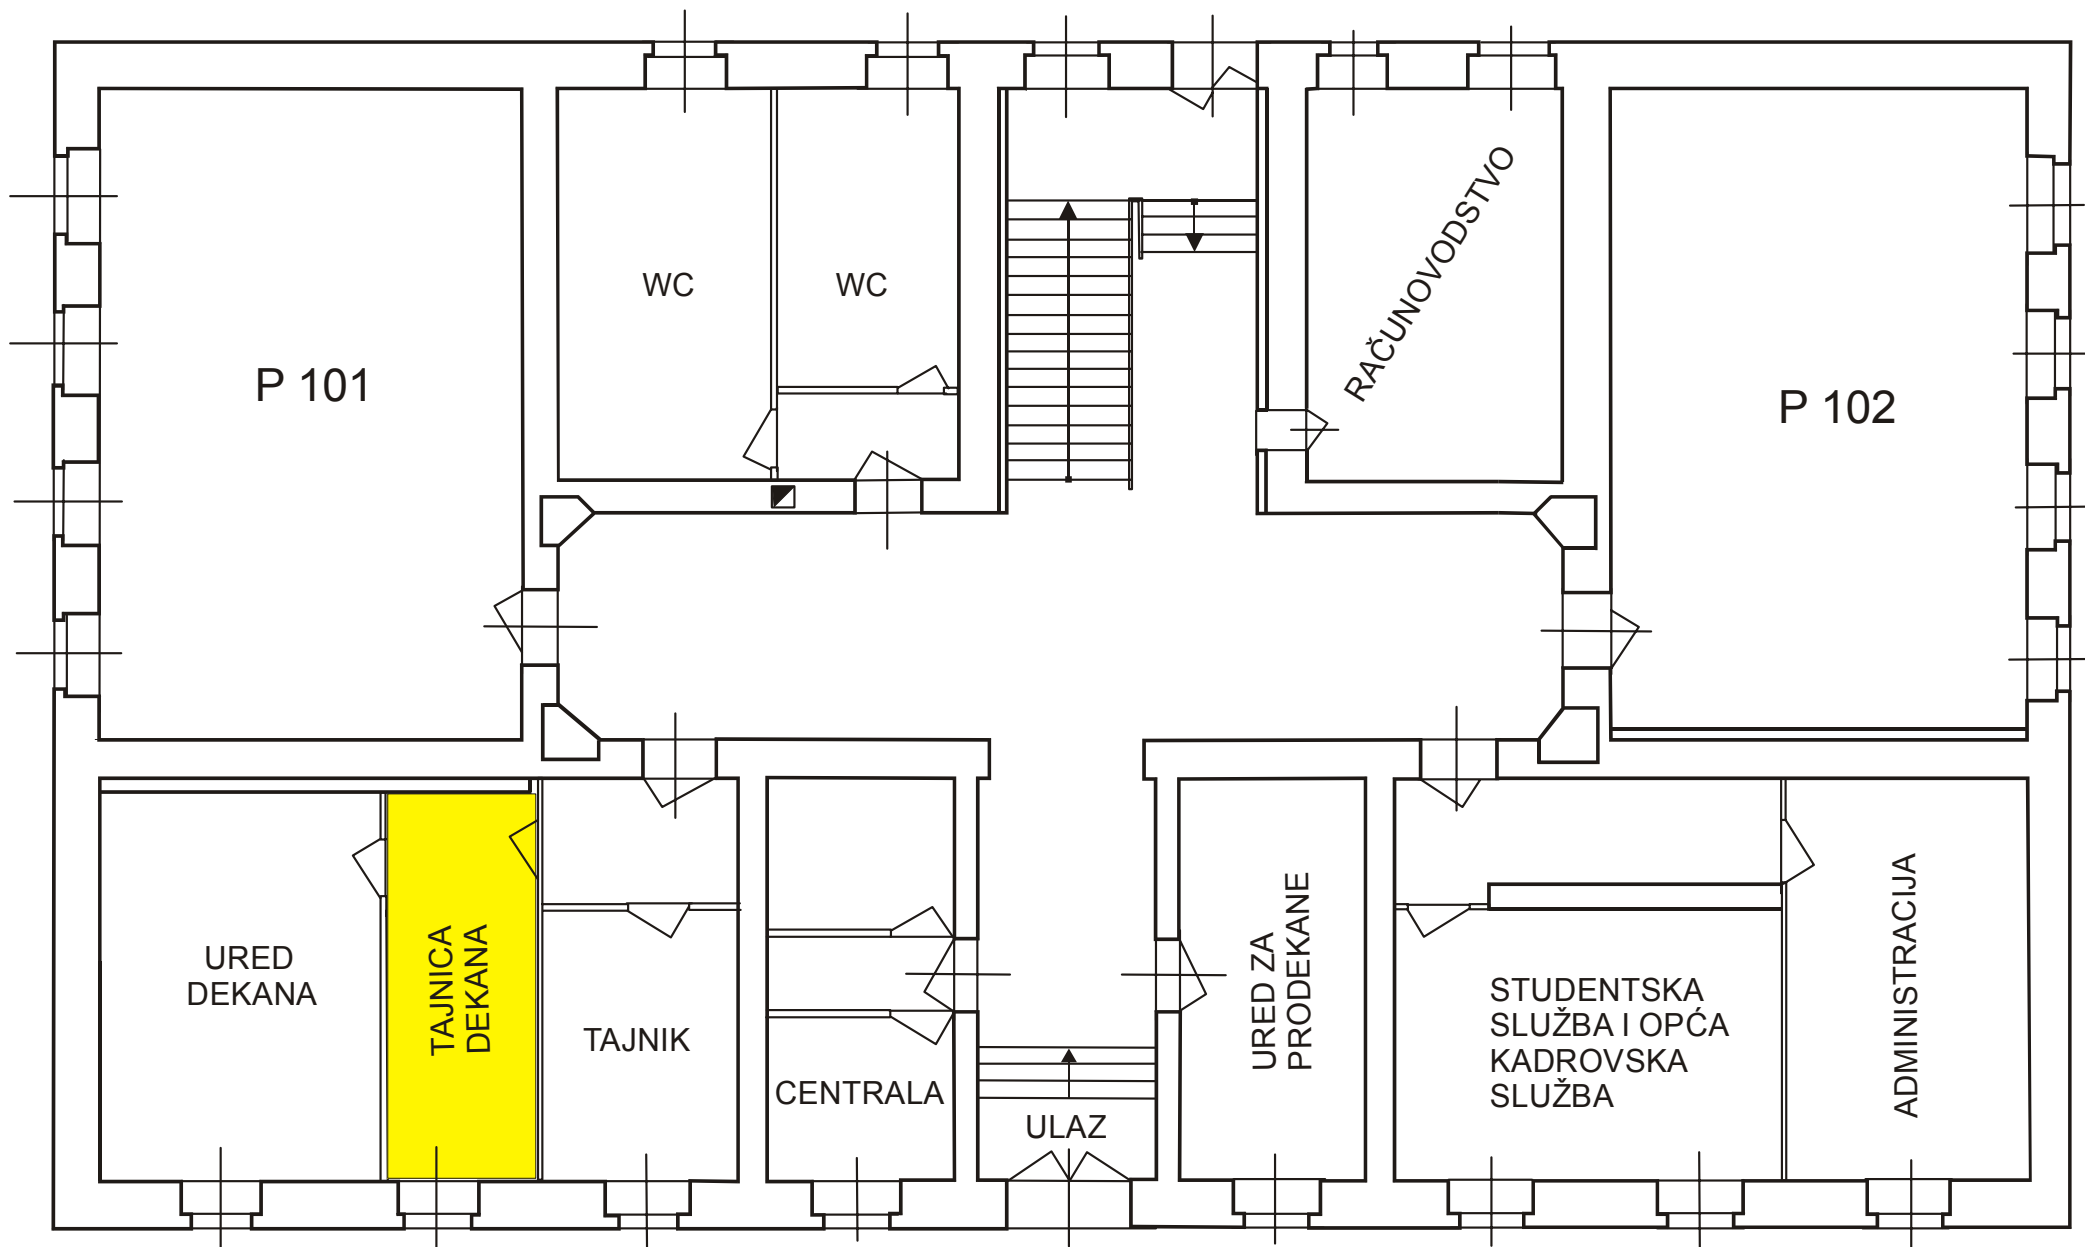 WC
WC
RAČUNOVODSTVO
P 101
P 102
URED
DEKANA
TAJNICA
DEKANA
TAJNIK
CENTRALA
ULAZ
URED ZA
PRODEKANE
STUDENTSKA
SLUŽBA I OPĆA
KADROVSKA
SLUŽBA
ADMINISTRACIJA